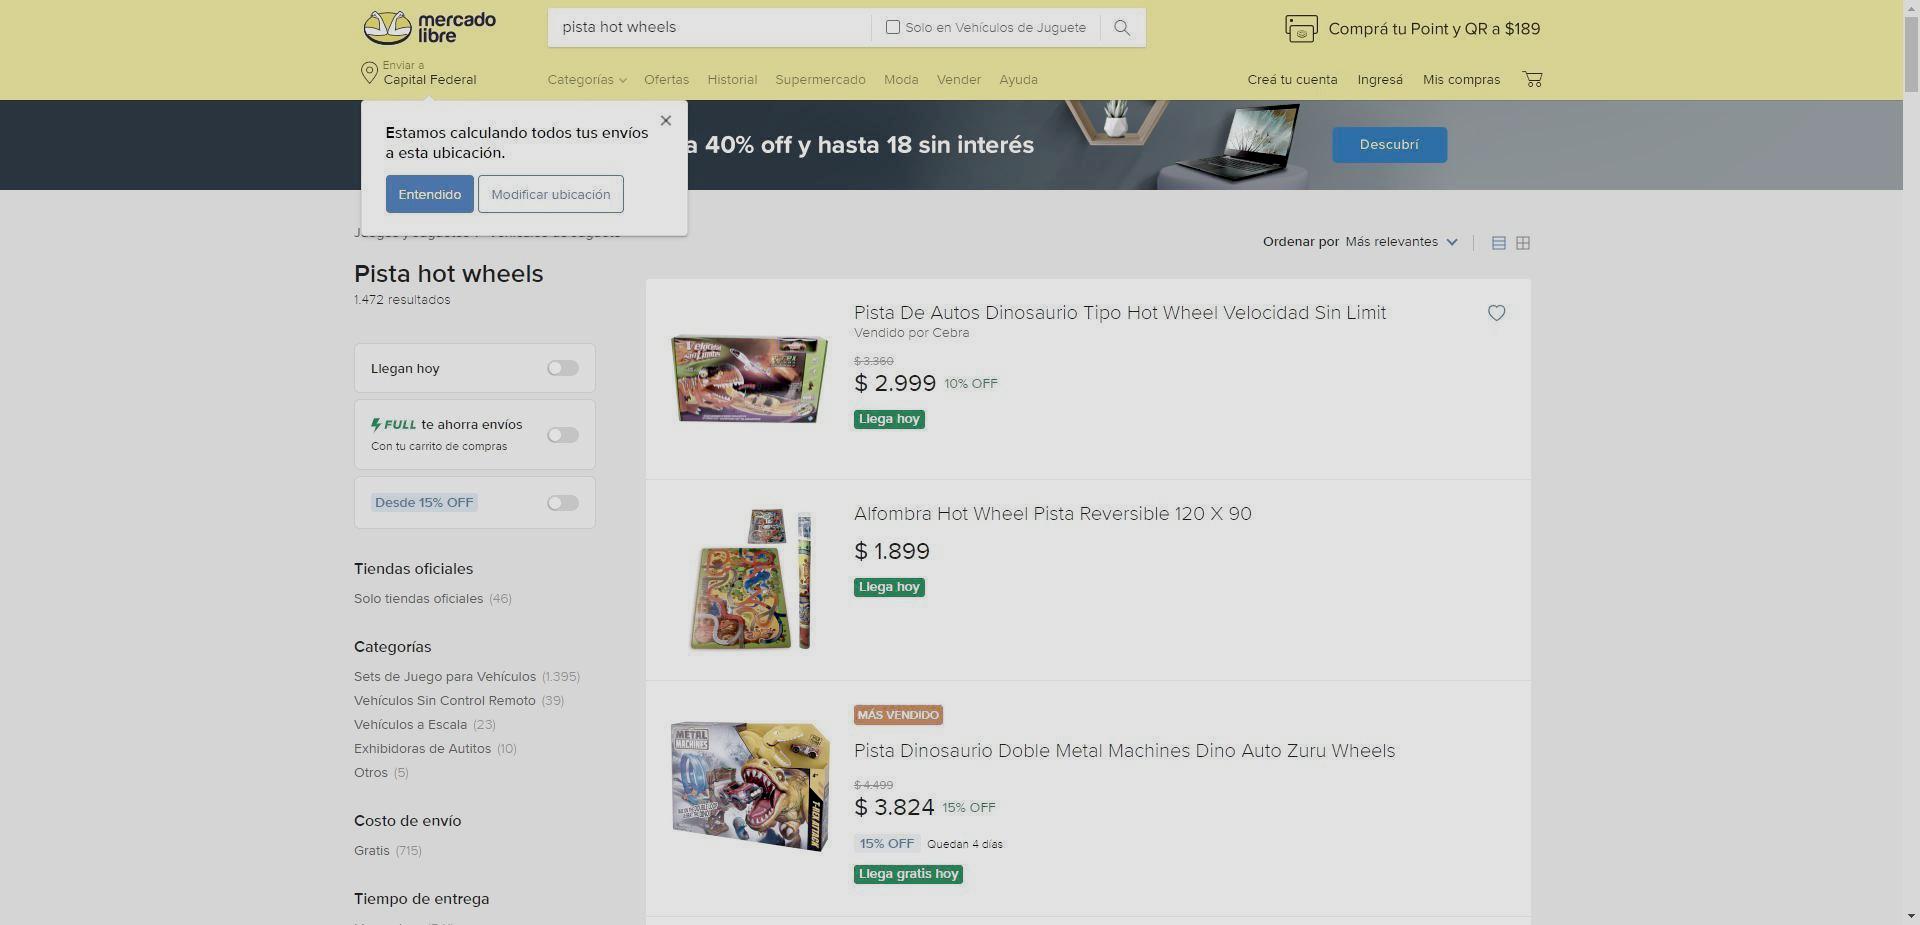 mercado
libre
pista hot wheels
Solo en Vehículos de Juguete
Comprá tu Point y QR a $189
Enviar a
Capital Federal
Categorías
Ofertas
Historial
Supermercado
Moda
Vender
Ayuda
Creá tu cuenta
Ingresá
Mis compras
Estamos calculando todos tus envíos
a esta ubicación.
Entendido
Modificar ubicación
a 40% off y hasta 18 sin interés
Descubrí
Ordenar por Más relevantes
Pista hot wheels
1.472 resultados
Llegan hoy
FULL te ahorra envíos
Con tu carrito de compras
Desde 15% OFF
Tiendas oficiales
Solo tiendas oficiales (46)
Categorías
Sets de Juego para Vehículos (1.395)
Vehículos Sin Control Remoto (39)
Vehículos a Escala (23)
Exhibidoras de Autitos (10)
Otros (5)
Costo de envío
Gratis (715)
Tiempo de entrega
Pista De Autos Dinosaurio Tipo Hot Wheel Velocidad Sin Limit
Vendido por Cebra
$ 3.360
$ 2.999 10% OFF
Llega hoy
Alfombra Hot Wheel Pista Reversible 120 X 90
$ 1.899
Llega hoy
METAL
MACHINES
T-REX ATTACK
MÁS VENDIDO
Pista Dinosaurio Doble Metal Machines Dino Auto Zuru Wheels
$ 4.499
$ 3.824 15% OFF
15% OFF Quedan 4 días
Llega gratis hoy